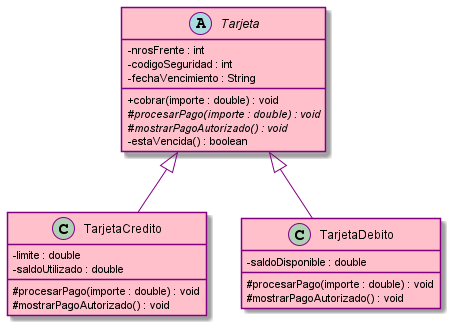 A Tarjeta
-nrosFrente : int
-codigoSeguridad : int
-fechaVencimiento : String
+cobrar(importe : double) : void
#procesarPago(importe : double) : void
#mostrarPagoAutorizado() : void
-estaVencida() : boolean
C TarjetaCredito
-limite : double
-saldoUtilizado : double
#procesarPago(importe : double) : void
#mostrarPagoAutorizado() : void
C TarjetaDebito
-saldoDisponible : double
#procesarPago(importe : double) : void
#mostrarPagoAutorizado() : void